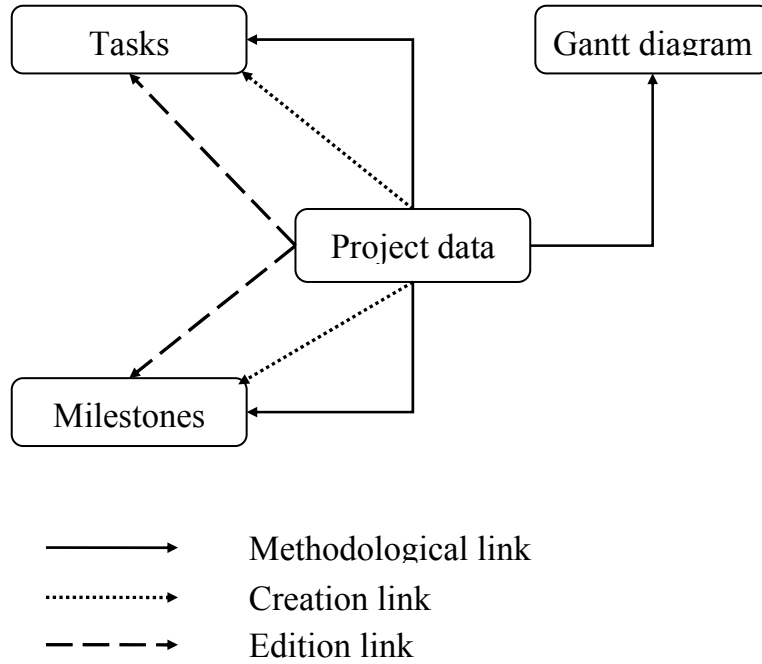 Tasks
Gantt diagram
Project data
Milestones
Methodological link
Creation link
Edition link